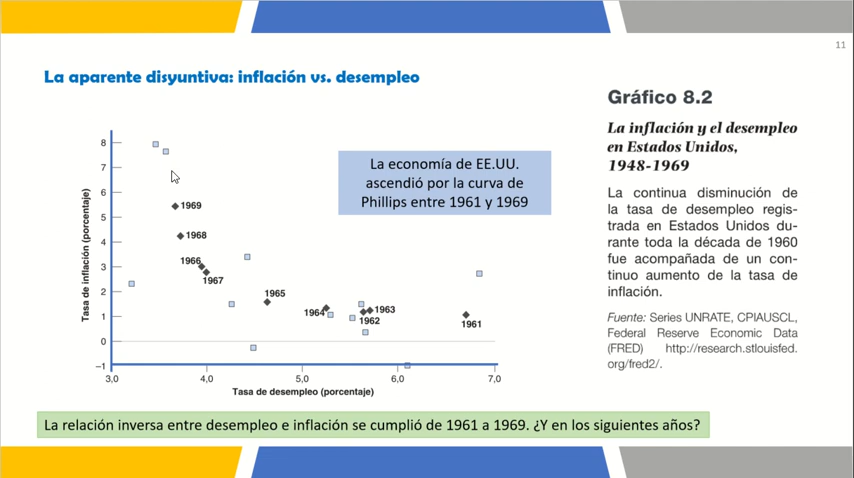 11
La aparente disyuntiva: inflación vs. desempleo
Gráfico 8.2
La inflación y el desempleo
en Estados Unidos,
1948-1969
La continua disminución de
la tasa de desempleo regis-
trada en Estados Unidos du-
rante toda la década de 1960
fue acompañada de un con-
tinuo aumento de la tasa de
inflación.
Fuente: Series UNRATE, CPIAUSCL,
Federal Reserve Economic Data
(FRED) http://research.stlouisfed.
org/fred2/.
La economía de EE.UU.
ascendió por la curva de
Phillips entre 1961 y 1969
Tasa de inflación (porcentaje)
8
7
6
5
4
3
2
1
0
–1
1969
1968
1966
1967
1965
1964
1963
1962
1961
3,0 4,0 5,0 6,0 7,0
Tasa de desempleo (porcentaje)
La relación inversa entre desempleo e inflación se cumplió de 1961 a 1969. ¿Y en los siguientes años?